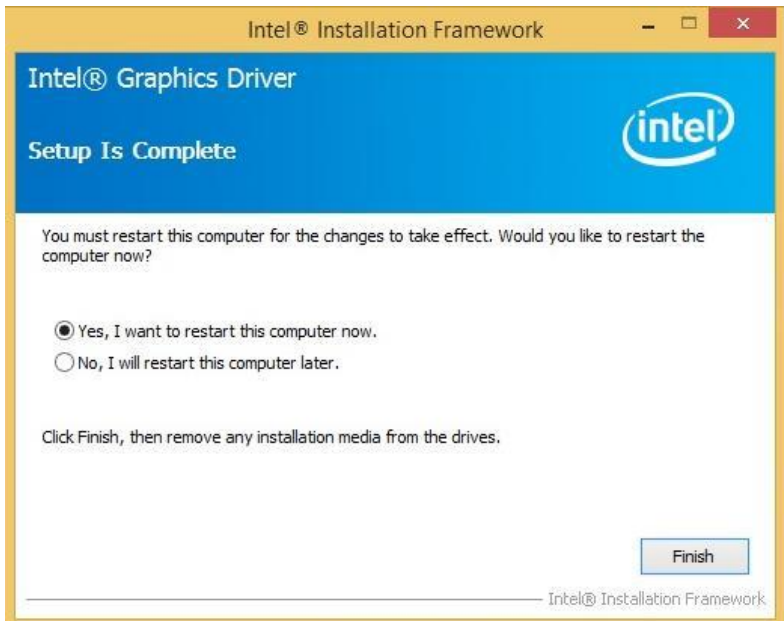 Intel® Installation Framework
Intel® Graphics Driver
intel
Setup Is Complete
You must restart this computer for the changes to take effect. Would you like to restart the
computer now?
Yes, I want to restart this computer now.
No, I will restart this computer later.
Click Finish, then remove any installation media from the drives.
Finish
Intel® Installation Framework